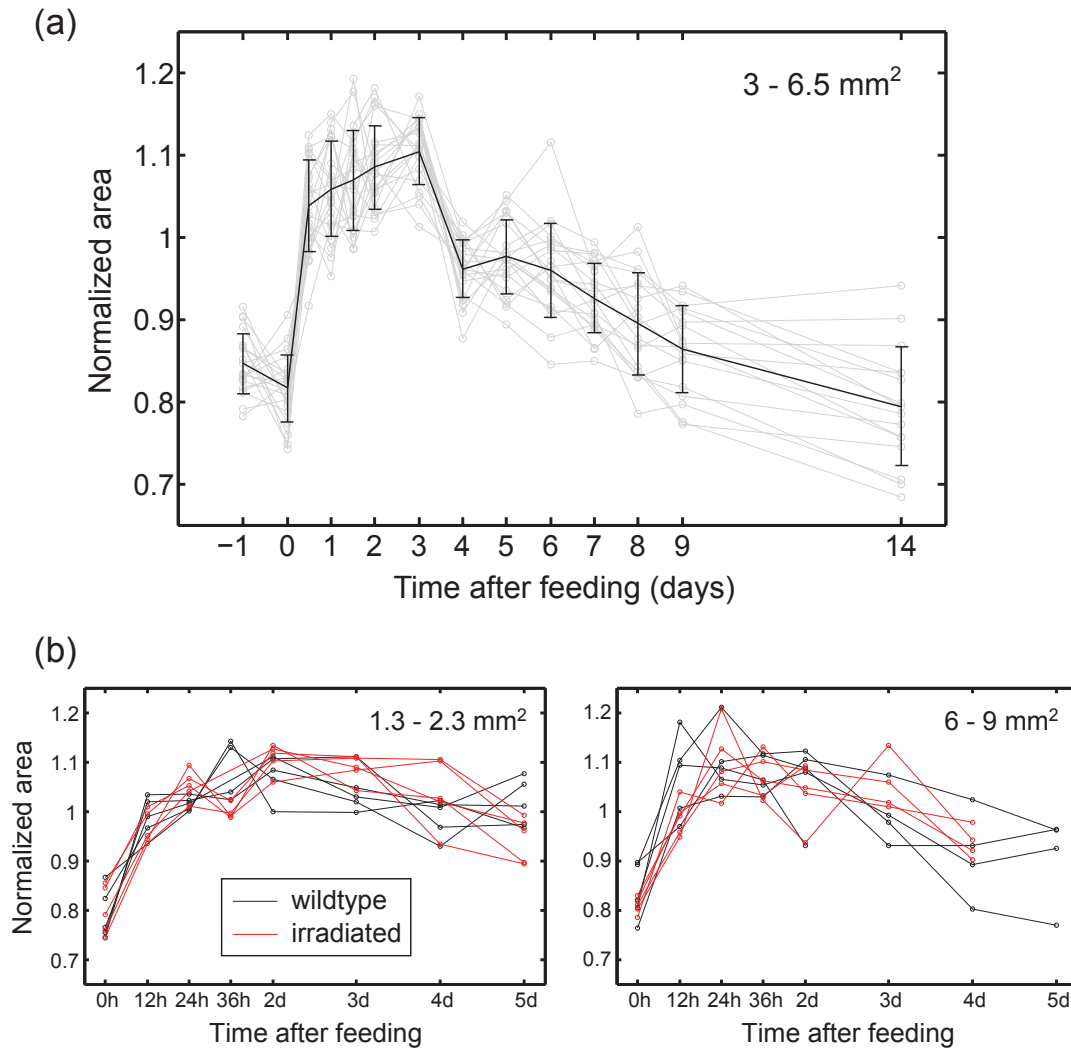 (a)
3 - 6.5 mm²
Normalized area
1.2
1.1
1
0.9
0.8
0.7
−1 0 1 2 3 4 5 6 7 8 9 14
Time after feeding (days)
(b)
1.3 - 2.3 mm²
Normalized area
1.2
1.1
1.0
0.9
0.8
0.7
wildtype
irradiated
0h 12h 24h 36h 2d 3d 4d 5d
Time after feeding
6 - 9 mm²
Normalized area
1.2
1.1
1.0
0.9
0.8
0.7
0h 12h 24h 36h 2d 3d 4d 5d
Time after feeding